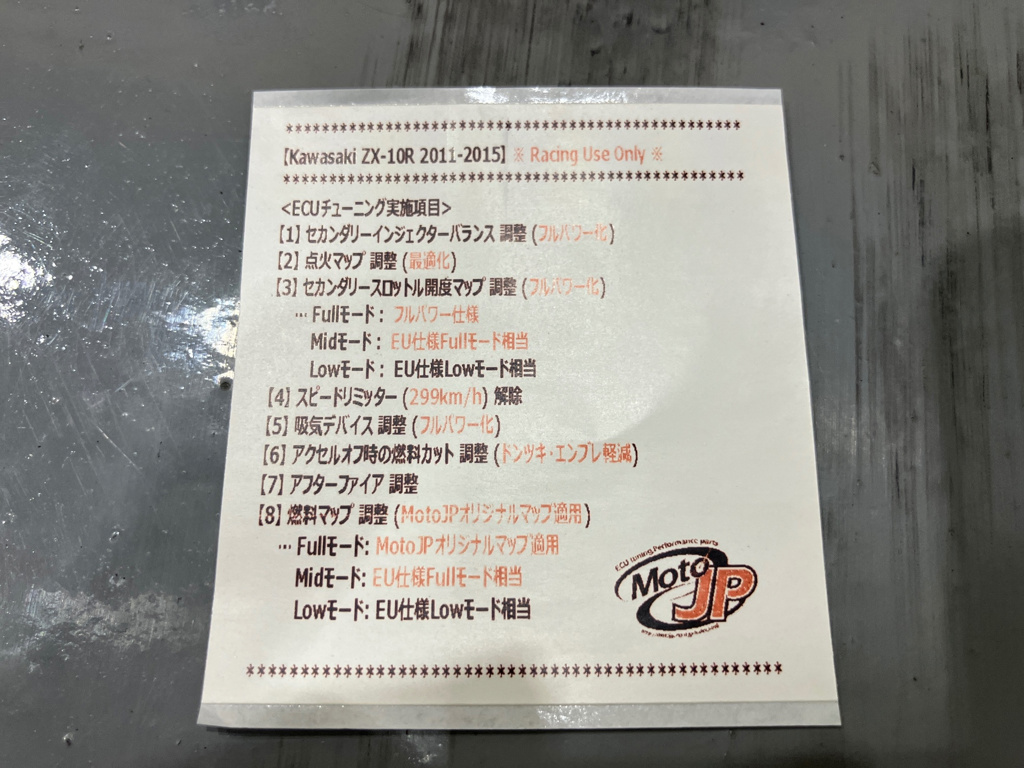 ************************************************
【Kawasaki ZX-10R 2011-2015】 ※ Racing Use Only ※
************************************************
<ECUチューニング実施項目>
【1】 セカンダリーインジェクターバランス 調整 (フルパワー化)
【2】 点火マップ 調整 (最適化)
【3】 セカンダリースロットル開度マップ 調整 (フルパワー化)
… Fullモード : フルパワー仕様
Midモード : EU仕様Fullモード相当
Lowモード : EU仕様Lowモード相当
【4】 スピードリミッター (299km/h) 解除
【5】 吸気デバイス 調整 (フルパワー化)
【6】 アクセルオフ時の燃料カット 調整 (ドンツキ・エンブレ軽減)
【7】 アフターファイア 調整
【8】 燃料マップ 調整 (MotoJPオリジナルマップ適用)
… Fullモード: MotoJPオリジナルマップ適用
Midモード: EU仕様Fullモード相当
Lowモード: EU仕様Lowモード相当
ECU tuning,Performance parts
Moto JP
************************************************